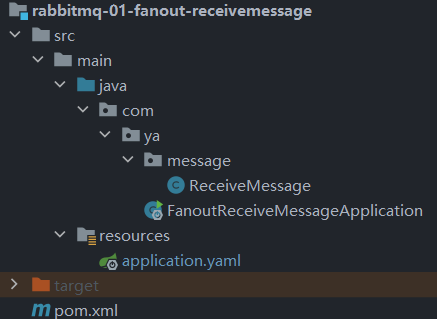 rabbitmq-01-fanout-receivemessage
src
main
java
com
ya
message
ReceiveMessage
FanoutReceiveMessageApplication
resources
application.yaml
target
pom.xml